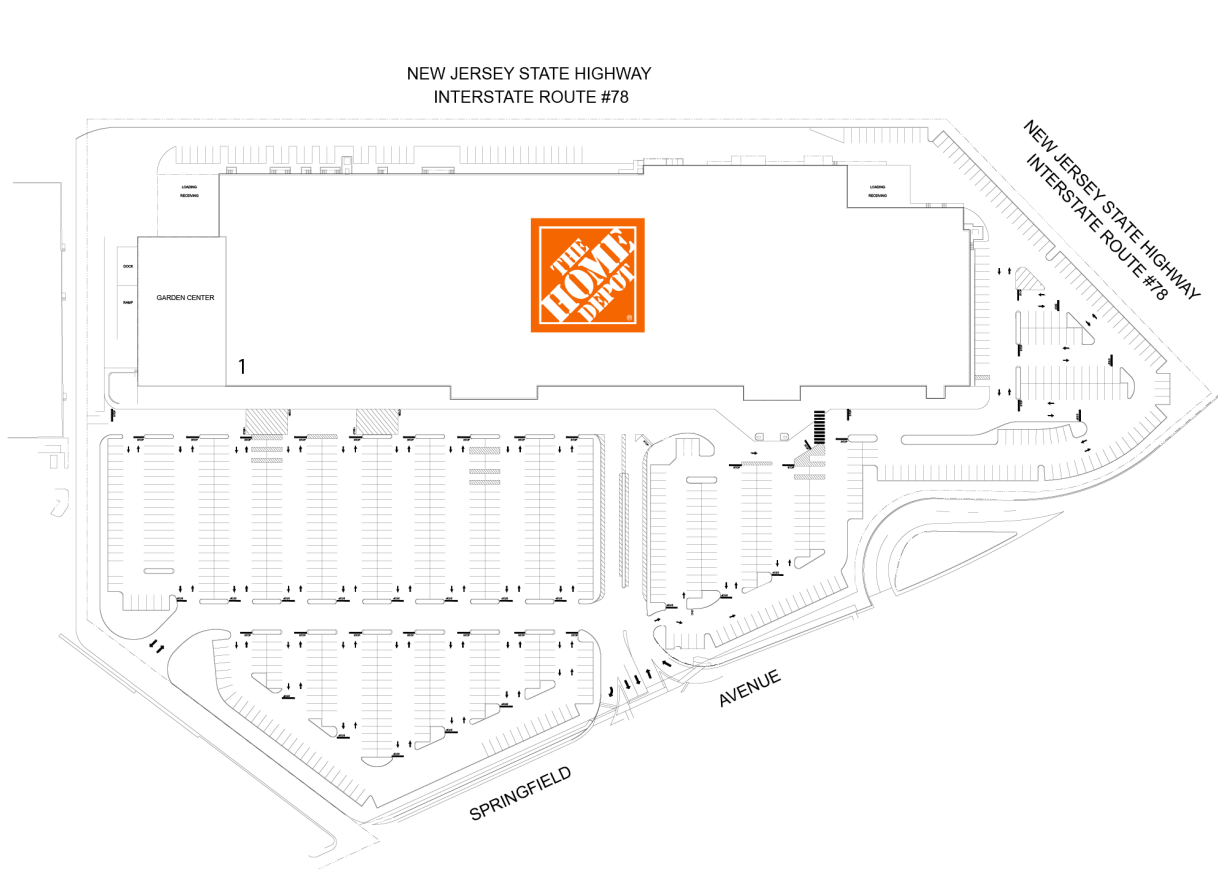 NEW JERSEY STATE HIGHWAY
INTERSTATE ROUTE #78
NEW JERSEY STATE HIGHWAY
INTERSTATE ROUTE #78
LOADING
RECEIVING
LOADING
RECEIVING
THE
HOME
DEPOT
®
DOCK
RAMP
GARDEN CENTER
1
AVENUE
SPRINGFIELD